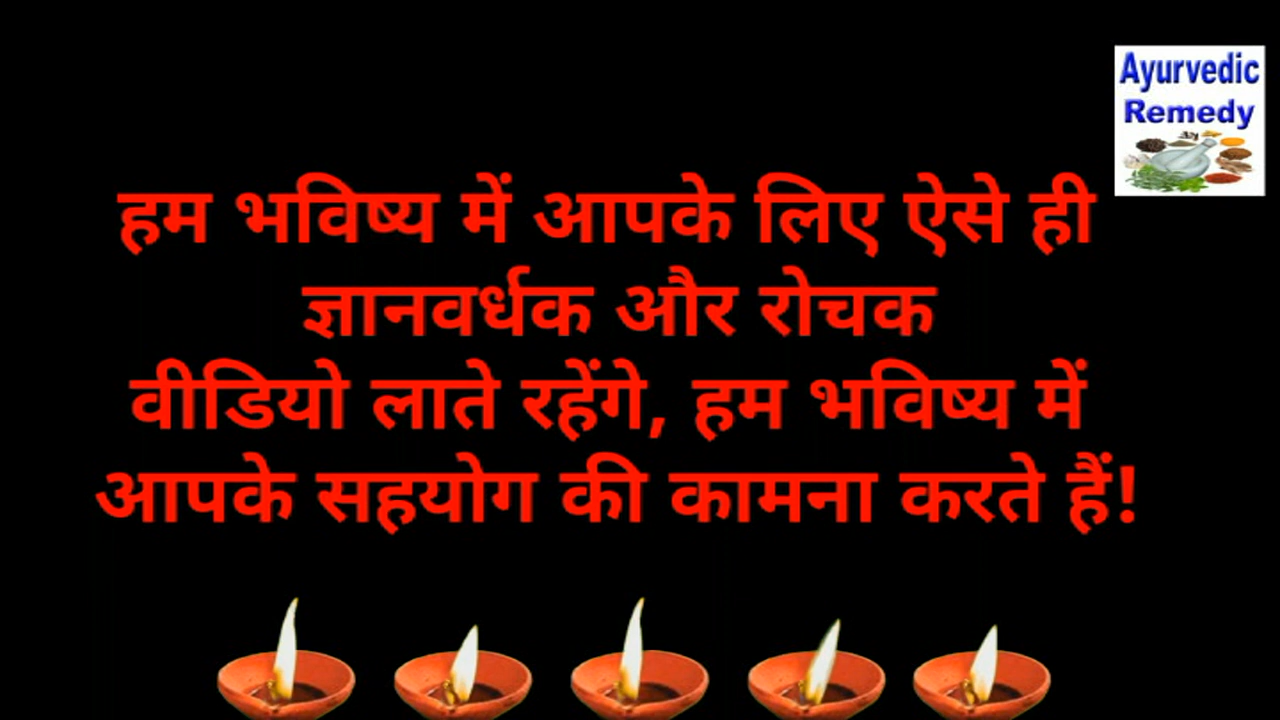 Ayurvedic
Remedy
हम भविष्य में आपके लिए ऐसे ही
ज्ञानवर्धक और रोचक
वीडियो लाते रहेंगे, हम भविष्य में
आपके सहयोग की कामना करते हैं!